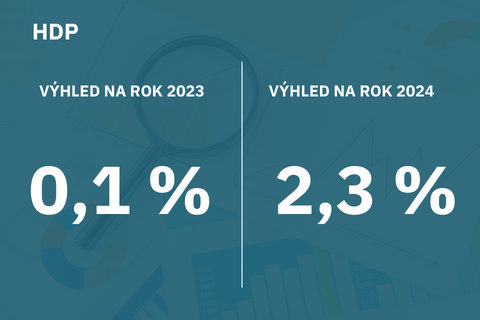 HDP
VÝHLED NA ROK 2023
0,1 %
VÝHLED NA ROK 2024
2,3 %